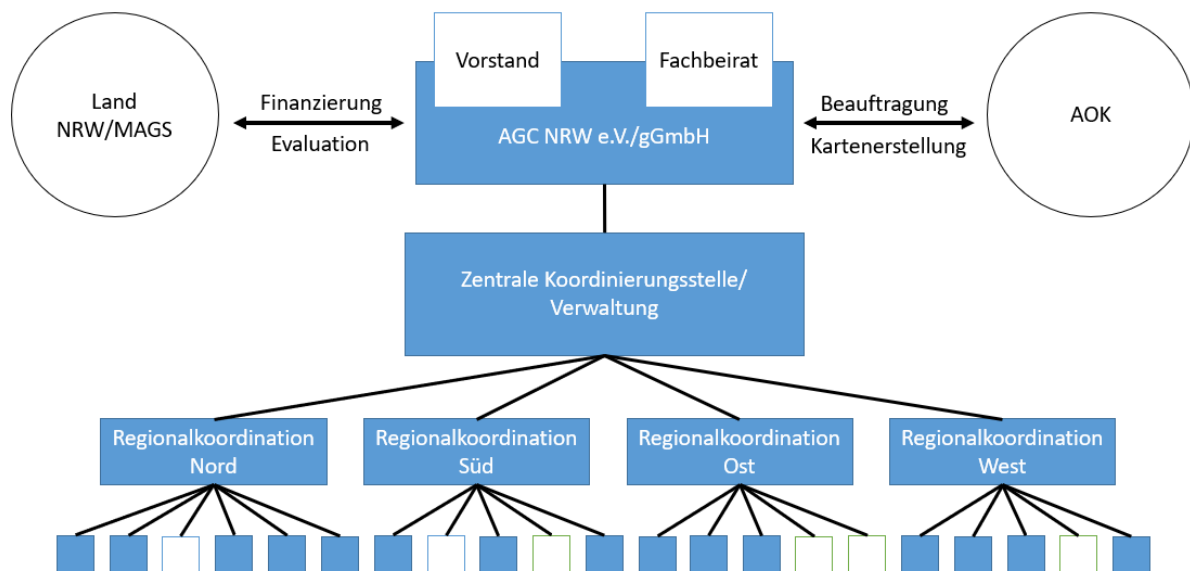 Vorstand
Fachbeirat
Land
NRW/MAGS
Finanzierung
Evaluation
AGC NRW e.V./gGmbH
Beauftragung
Kartenerstellung
AOK
Zentrale Koordinierungsstelle/
Verwaltung
Regionalkoordination
Nord
Regionalkoordination
Süd
Regionalkoordination
Ost
Regionalkoordination
West